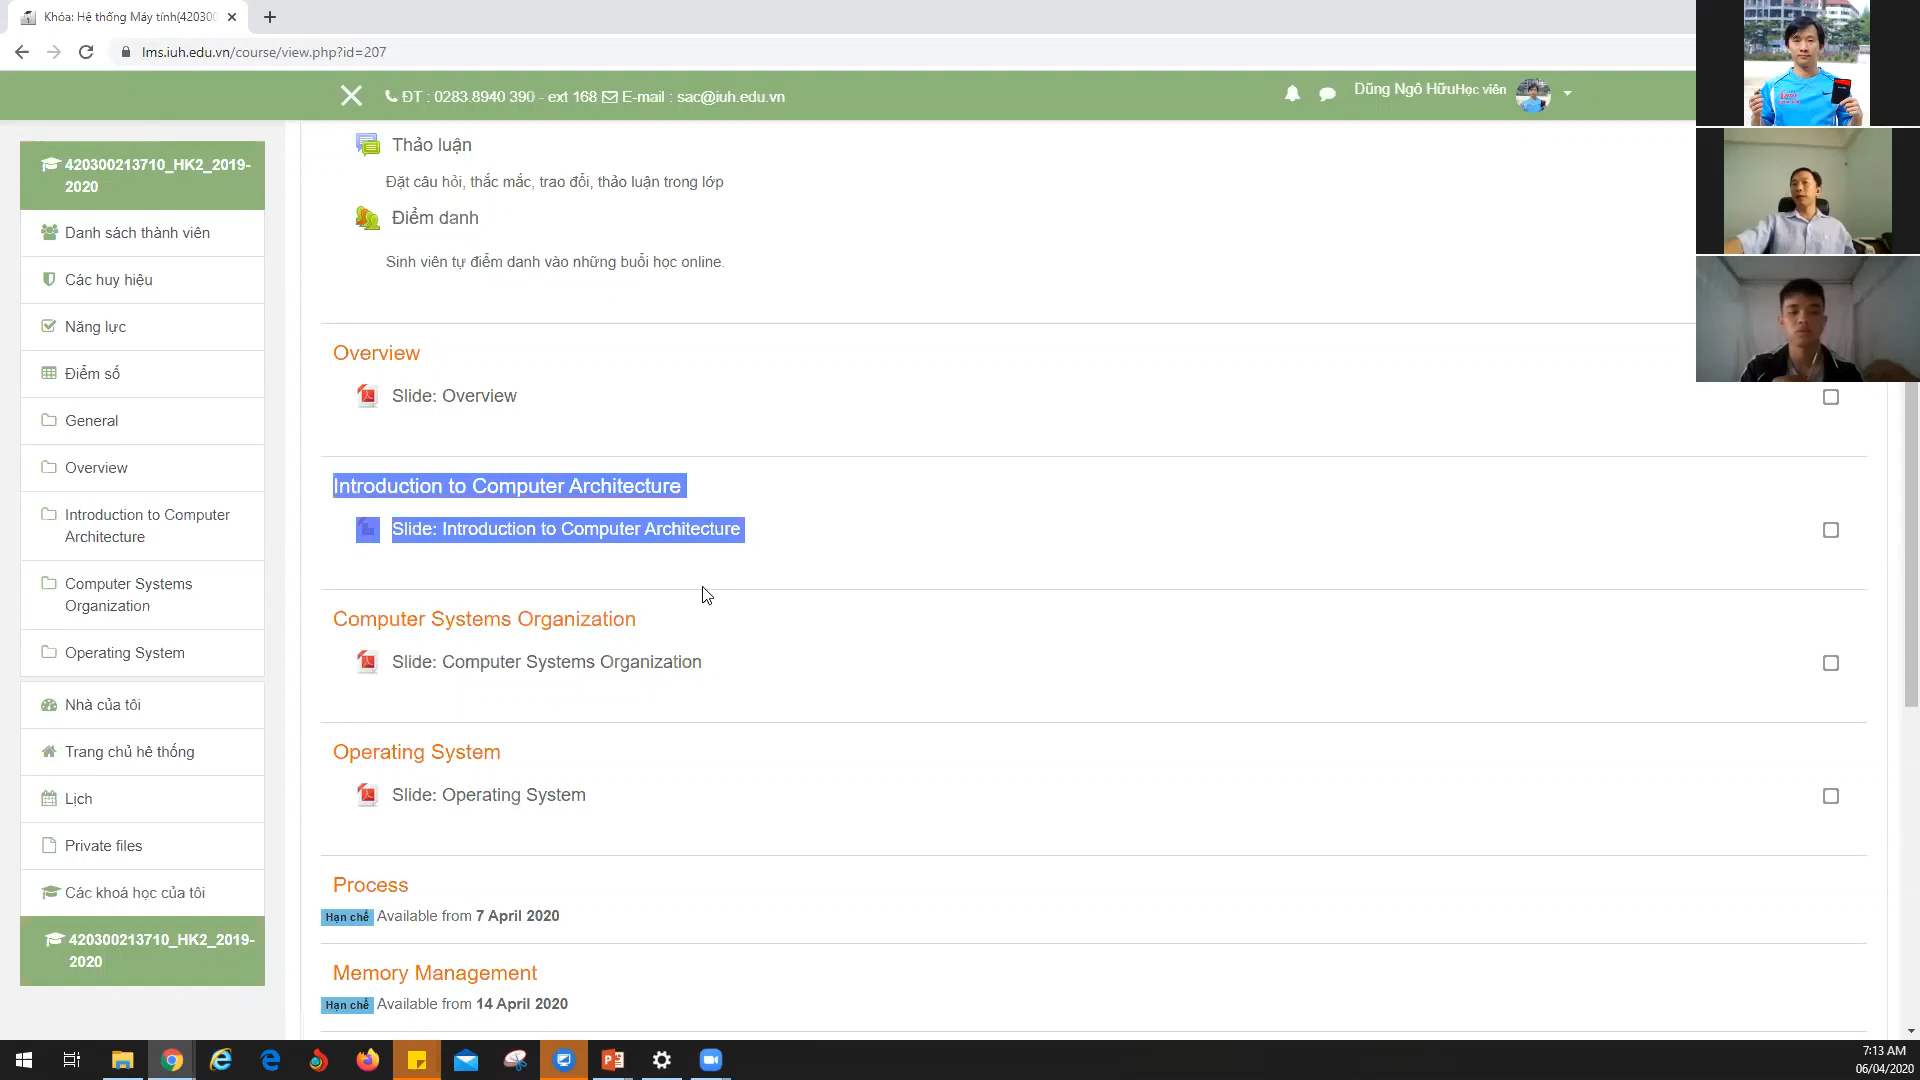 Khóa: Hệ thống Máy tính(420300
lms.iuh.edu.vn/course/view.php?id=207
ĐT : 0283.8940 390 - ext 168 E-mail : sac@iuh.edu.vn
Dũng Ngô HữuHọc viên
420300213710_HK2_2019-
2020
Danh sách thành viên
Các huy hiệu
Năng lực
Điểm số
General
Overview
Introduction to Computer
Architecture
Computer Systems
Organization
Operating System
Nhà của tôi
Trang chủ hê thống
Lịch
Private files
Các khoá học của tôi
420300213710_HK2_2019-
2020
Thảo luận
Đặt câu hỏi, thắc mắc, trao đổi, thảo luận trong lớp
Điểm danh
Sinh viên tự điểm danh vào những buổi học online.
Overview
Slide: Overview
Introduction to Computer Architecture
Slide: Introduction to Computer Architecture
Computer Systems Organization
Slide: Computer Systems Organization
Operating System
Slide: Operating System
Process
Hạn chế Available from 7 April 2020
Memory Management
Hạn chế Available from 14 April 2020
7:13 AM
06/04/2020